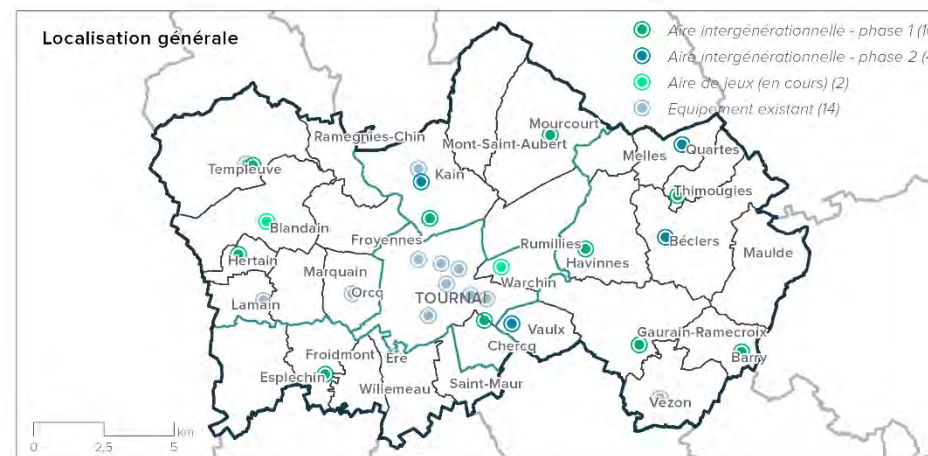 Localisation générale
Aire intergénérationnelle - phase 1 (1
Aire intergénérationnelle - phase 2 (4
Aire de jeux (en cours) (2)
Equipement existant (14)
Mourcourt
Ramegnies-Chin
Mont-Saint-Aubert
Quartes
Melles
Templeuve
Kain
Thimougies
Blandain
Froyennes
Rumillies
Béclers
Maulde
Hertain
Havinnes
Marquain
Warchin
Lamain
Orcq
TOURNAI
Vaulx
Gaurain-Ramecroix
Chercq
Froidmont
Ere
Barry
Esplechin
Willemeau
Saint-Maur
Vezon
km
0
2,5
5